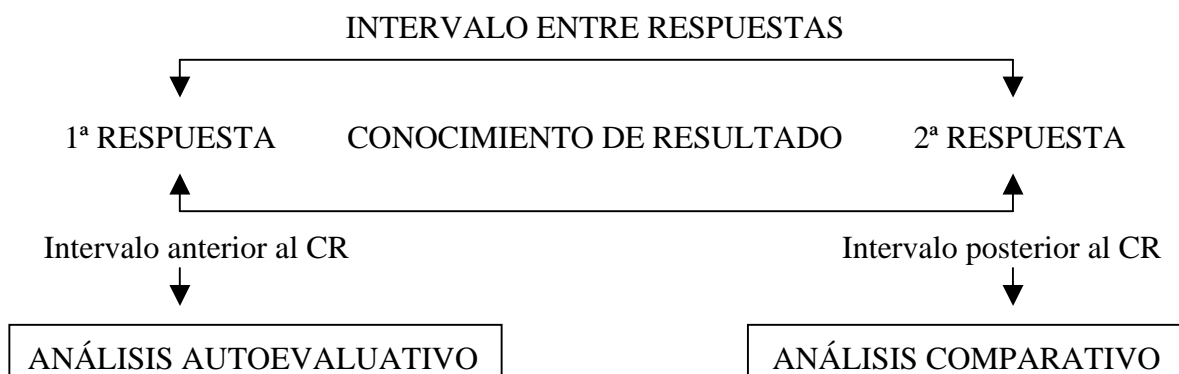 INTERVALO ENTRE RESPUESTAS
1ª RESPUESTA CONOCIMIENTO DE RESULTADO 2ª RESPUESTA
Intervalo anterior al CR Intervalo posterior al CR
ANÁLISIS AUTOEVALUATIVO ANÁLISIS COMPARATIVO